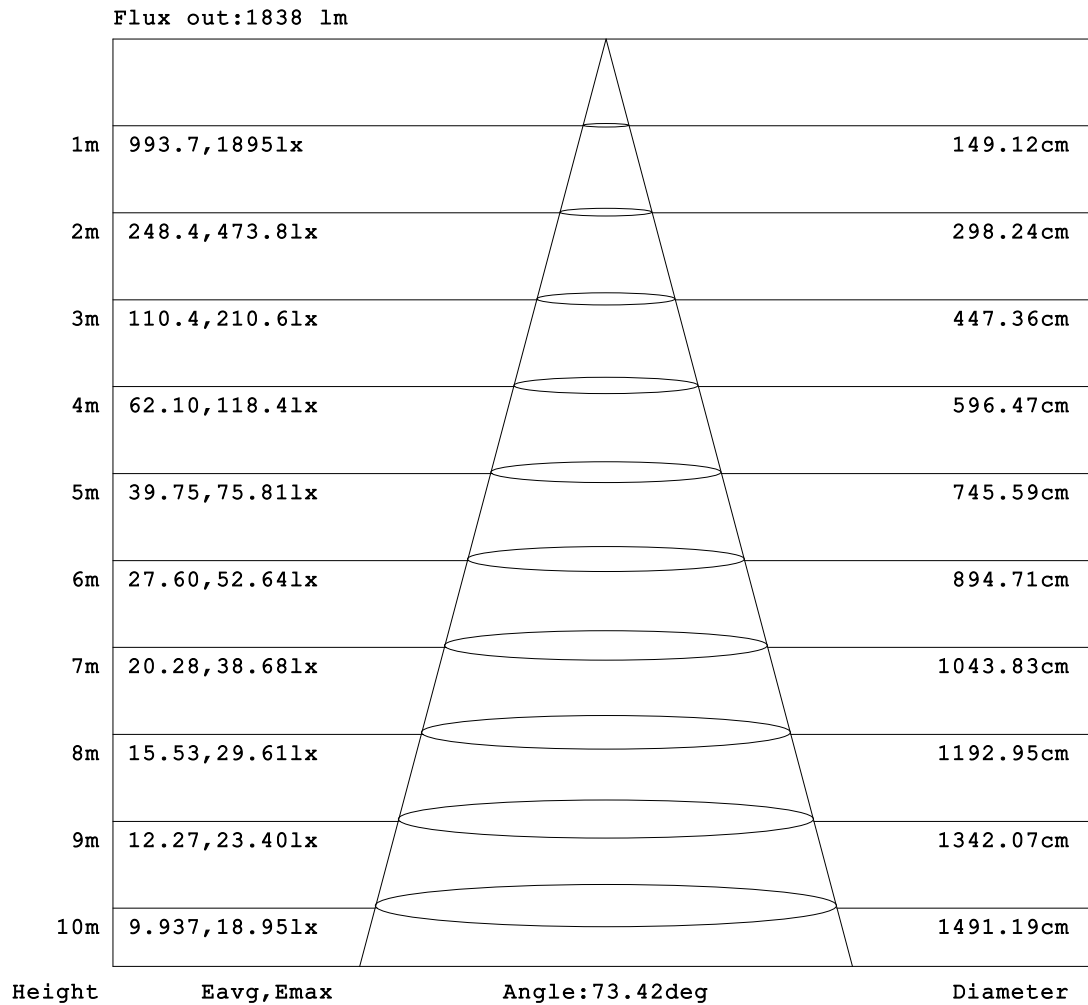 Flux out:1838 lm
1m 993.7,1895lx 149.12cm
2m 248.4,473.8lx 298.24cm
3m 110.4,210.6lx 447.36cm
4m 62.10,118.4lx 596.47cm
5m 39.75,75.81lx 745.59cm
6m 27.60,52.64lx 894.71cm
7m 20.28,38.68lx 1043.83cm
8m 15.53,29.61lx 1192.95cm
9m 12.27,23.40lx 1342.07cm
10m 9.937,18.95lx 1491.19cm
Height Eavg,Emax Angle:73.42deg Diameter